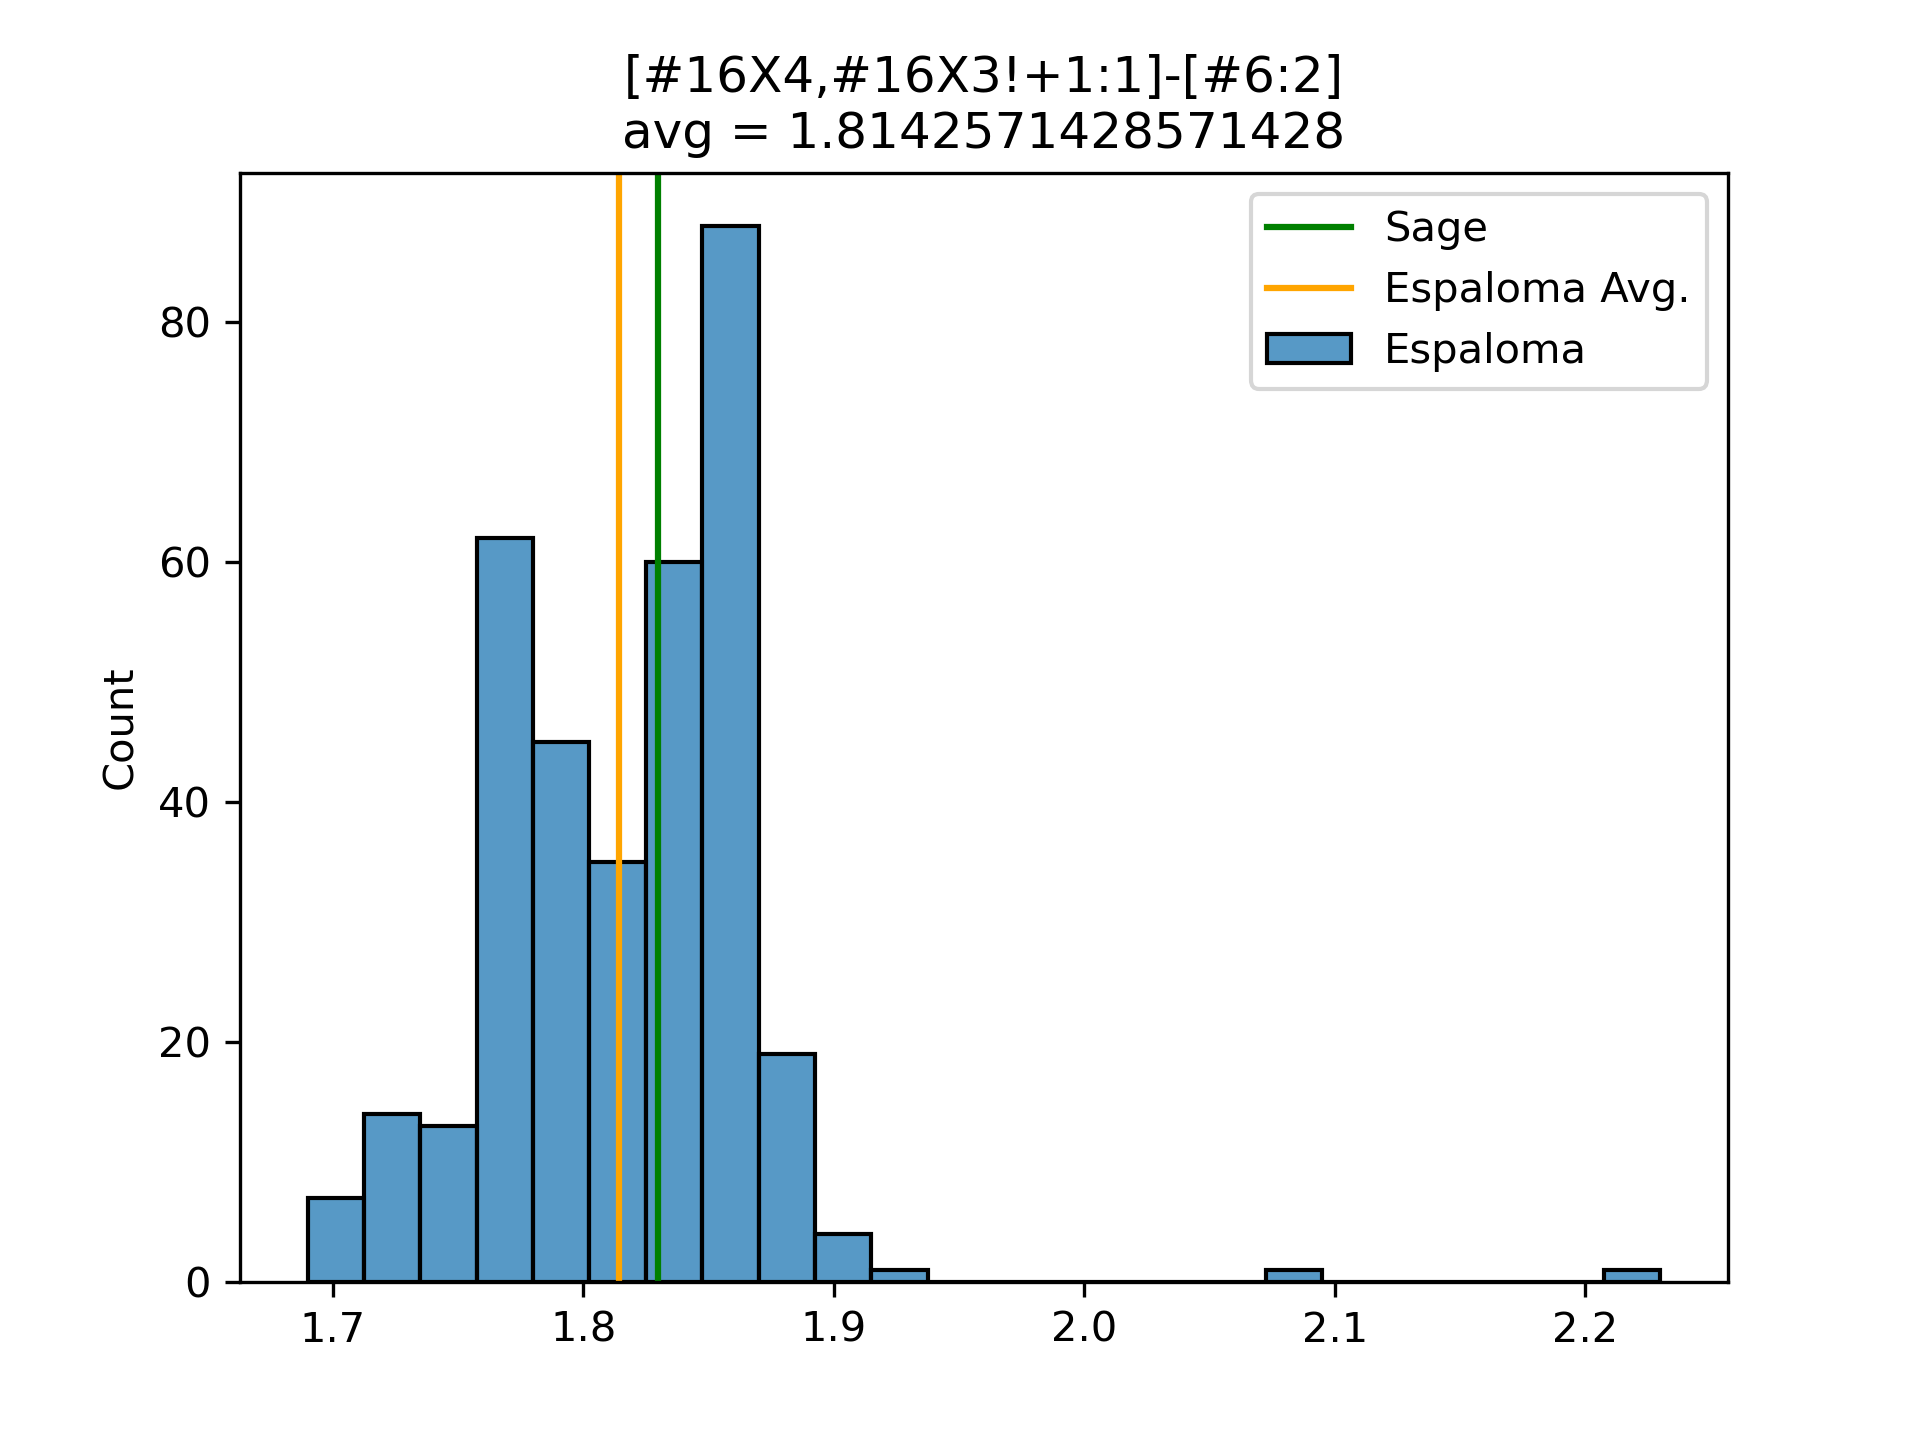 [#16X4,#16X3!+1:1]-[#6:2]
avg = 1.8142571428571428
Sage
Espaloma Avg.
Espaloma
Count
80
60
40
20
0
1.7
1.8
1.9
2.0
2.1
2.2